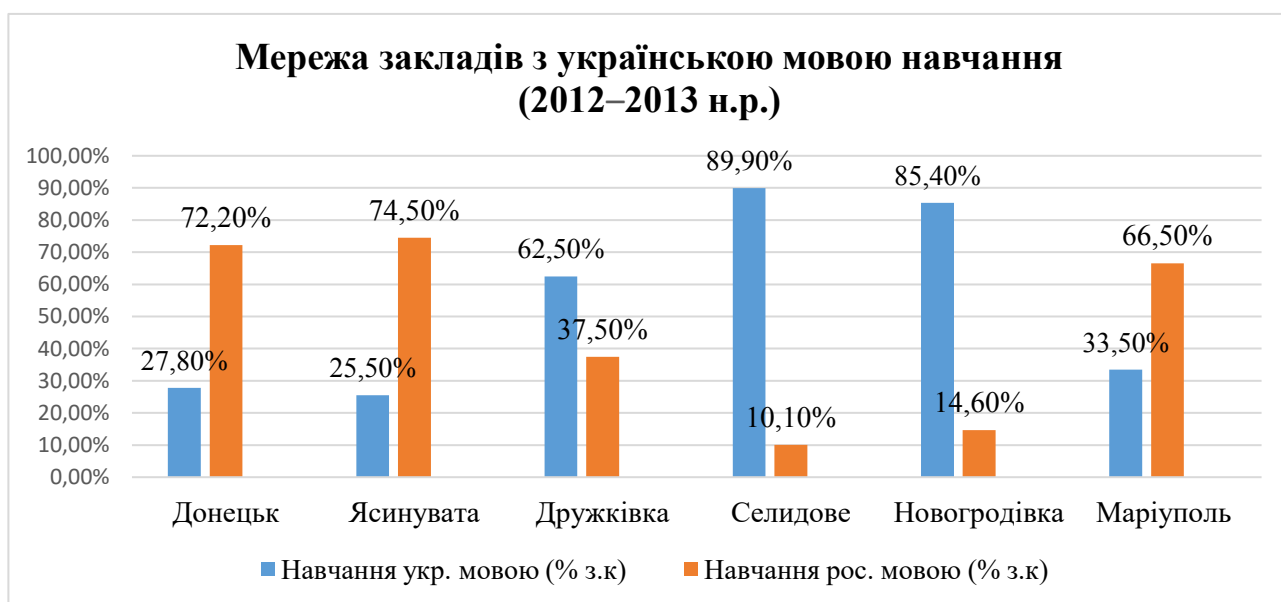 Мережа закладів з українською мовою навчання
(2012–2013 н.р.)
100,00%
90,00%
80,00%
70,00%
60,00%
50,00%
40,00%
30,00%
20,00%
10,00%
0,00%
27,80%
72,20%
25,50%
74,50%
62,50%
37,50%
89,90%
10,10%
85,40%
14,60%
33,50%
66,50%
Донецьк
Ясинувата
Дружківка
Селидове
Новогродівка
Маріуполь
Навчання укр. мовою (% з.к)
Навчання рос. мовою (% з.к)